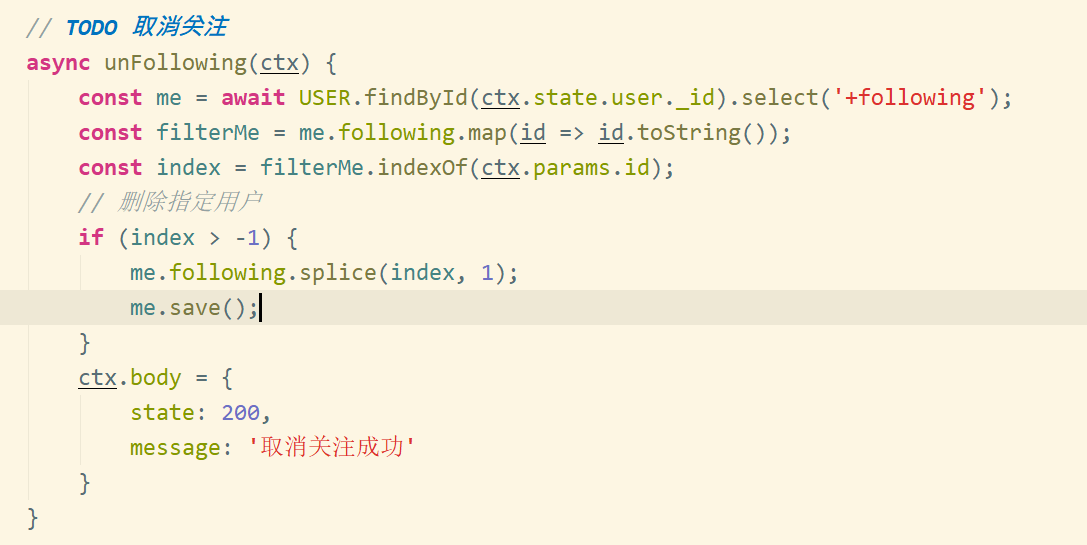 // TODO 取消关注
async unFollowing(ctx) {
    const me = await USER.findById(ctx.state.user._id).select('+following');
    const filterMe = me.following.map(id => id.toString());
    const index = filterMe.indexOf(ctx.params.id);
    // 删除指定用户
    if (index > -1) {
        me.following.splice(index, 1);
        me.save();
    }
    ctx.body = {
        state: 200,
        message: '取消关注成功'
    }
}